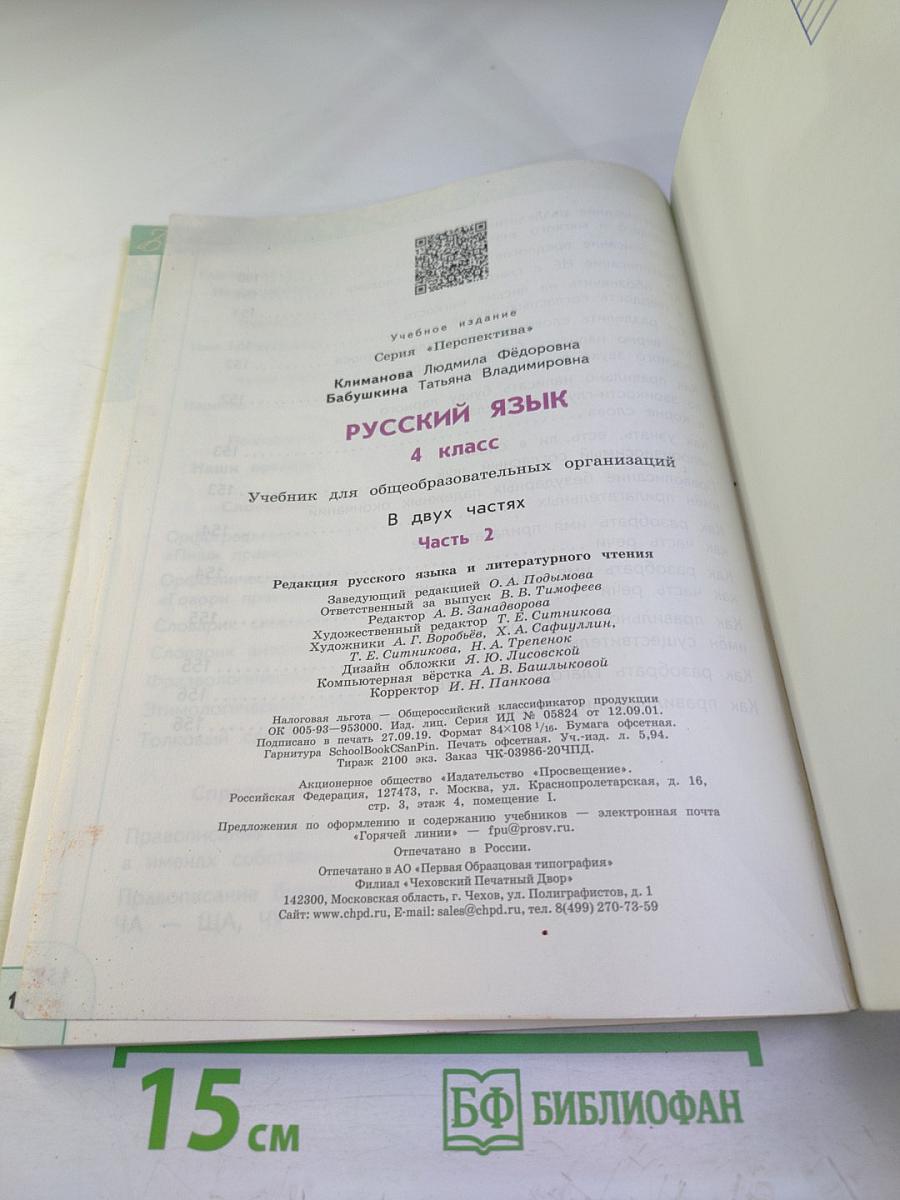 Учебное издание
Серия «Перспектива»
Климанова Людмила Фёдоровна
Бабушкина Татьяна Владимировна
РУССКИЙ ЯЗЫК
4 класс
Учебник для общеобразовательных организаций
В двух частях
Часть 2
Редакция русского языка и литературного чтения
Заведующий редакцией О. А. Подымова
Ответственный за выпуск В. В. Тимофеев
Редактор А. В. Занадворова
Художественный редактор Т. Е. Ситникова
Художники А. Г. Воробьёв, Х. А. Сафиуллин,
Т. Е. Ситникова, Н. А. Трепенок
Дизайн обложки Я. Ю. Лисовской
Компьютерная вёрстка А. В. Башлыковой
Корректор И. Н. Панкова
Налоговая льгота — Общероссийский классификатор продукции
ОК 005-93—953000. Изд. лиц. Серия ИД № 05824 от 12.09.01.
Подписано в печать 27.09.19. Формат 84×108 1/16. Бумага офсетная.
Гарнитура SchoolBookCSanPin. Печать офсетная. Уч.-изд. л. 5,94.
Тираж 2100 экз. Заказ ЧК-03986-20ЧПД.
Акционерное общество «Издательство «Просвещение».
Российская Федерация, 127473, г. Москва, ул. Краснопролетарская, д. 16,
стр. 3, этаж 4, помещение I.
Предложения по оформлению и содержанию учебников — электронная почта
«Горячей линии» — fpu@prosv.ru.
Отпечатано в России.
Отпечатано в АО «Первая Образцовая типография»
Филиал «Чеховский Печатный Двор»
142300, Московская область, г. Чехов, ул. Полиграфистов, д. 1
Сайт: www.chpd.ru, E-mail: sales@chpd.ru, тел. 8(499) 270-73-59
1
15 см
БФ БИБЛИОФАН